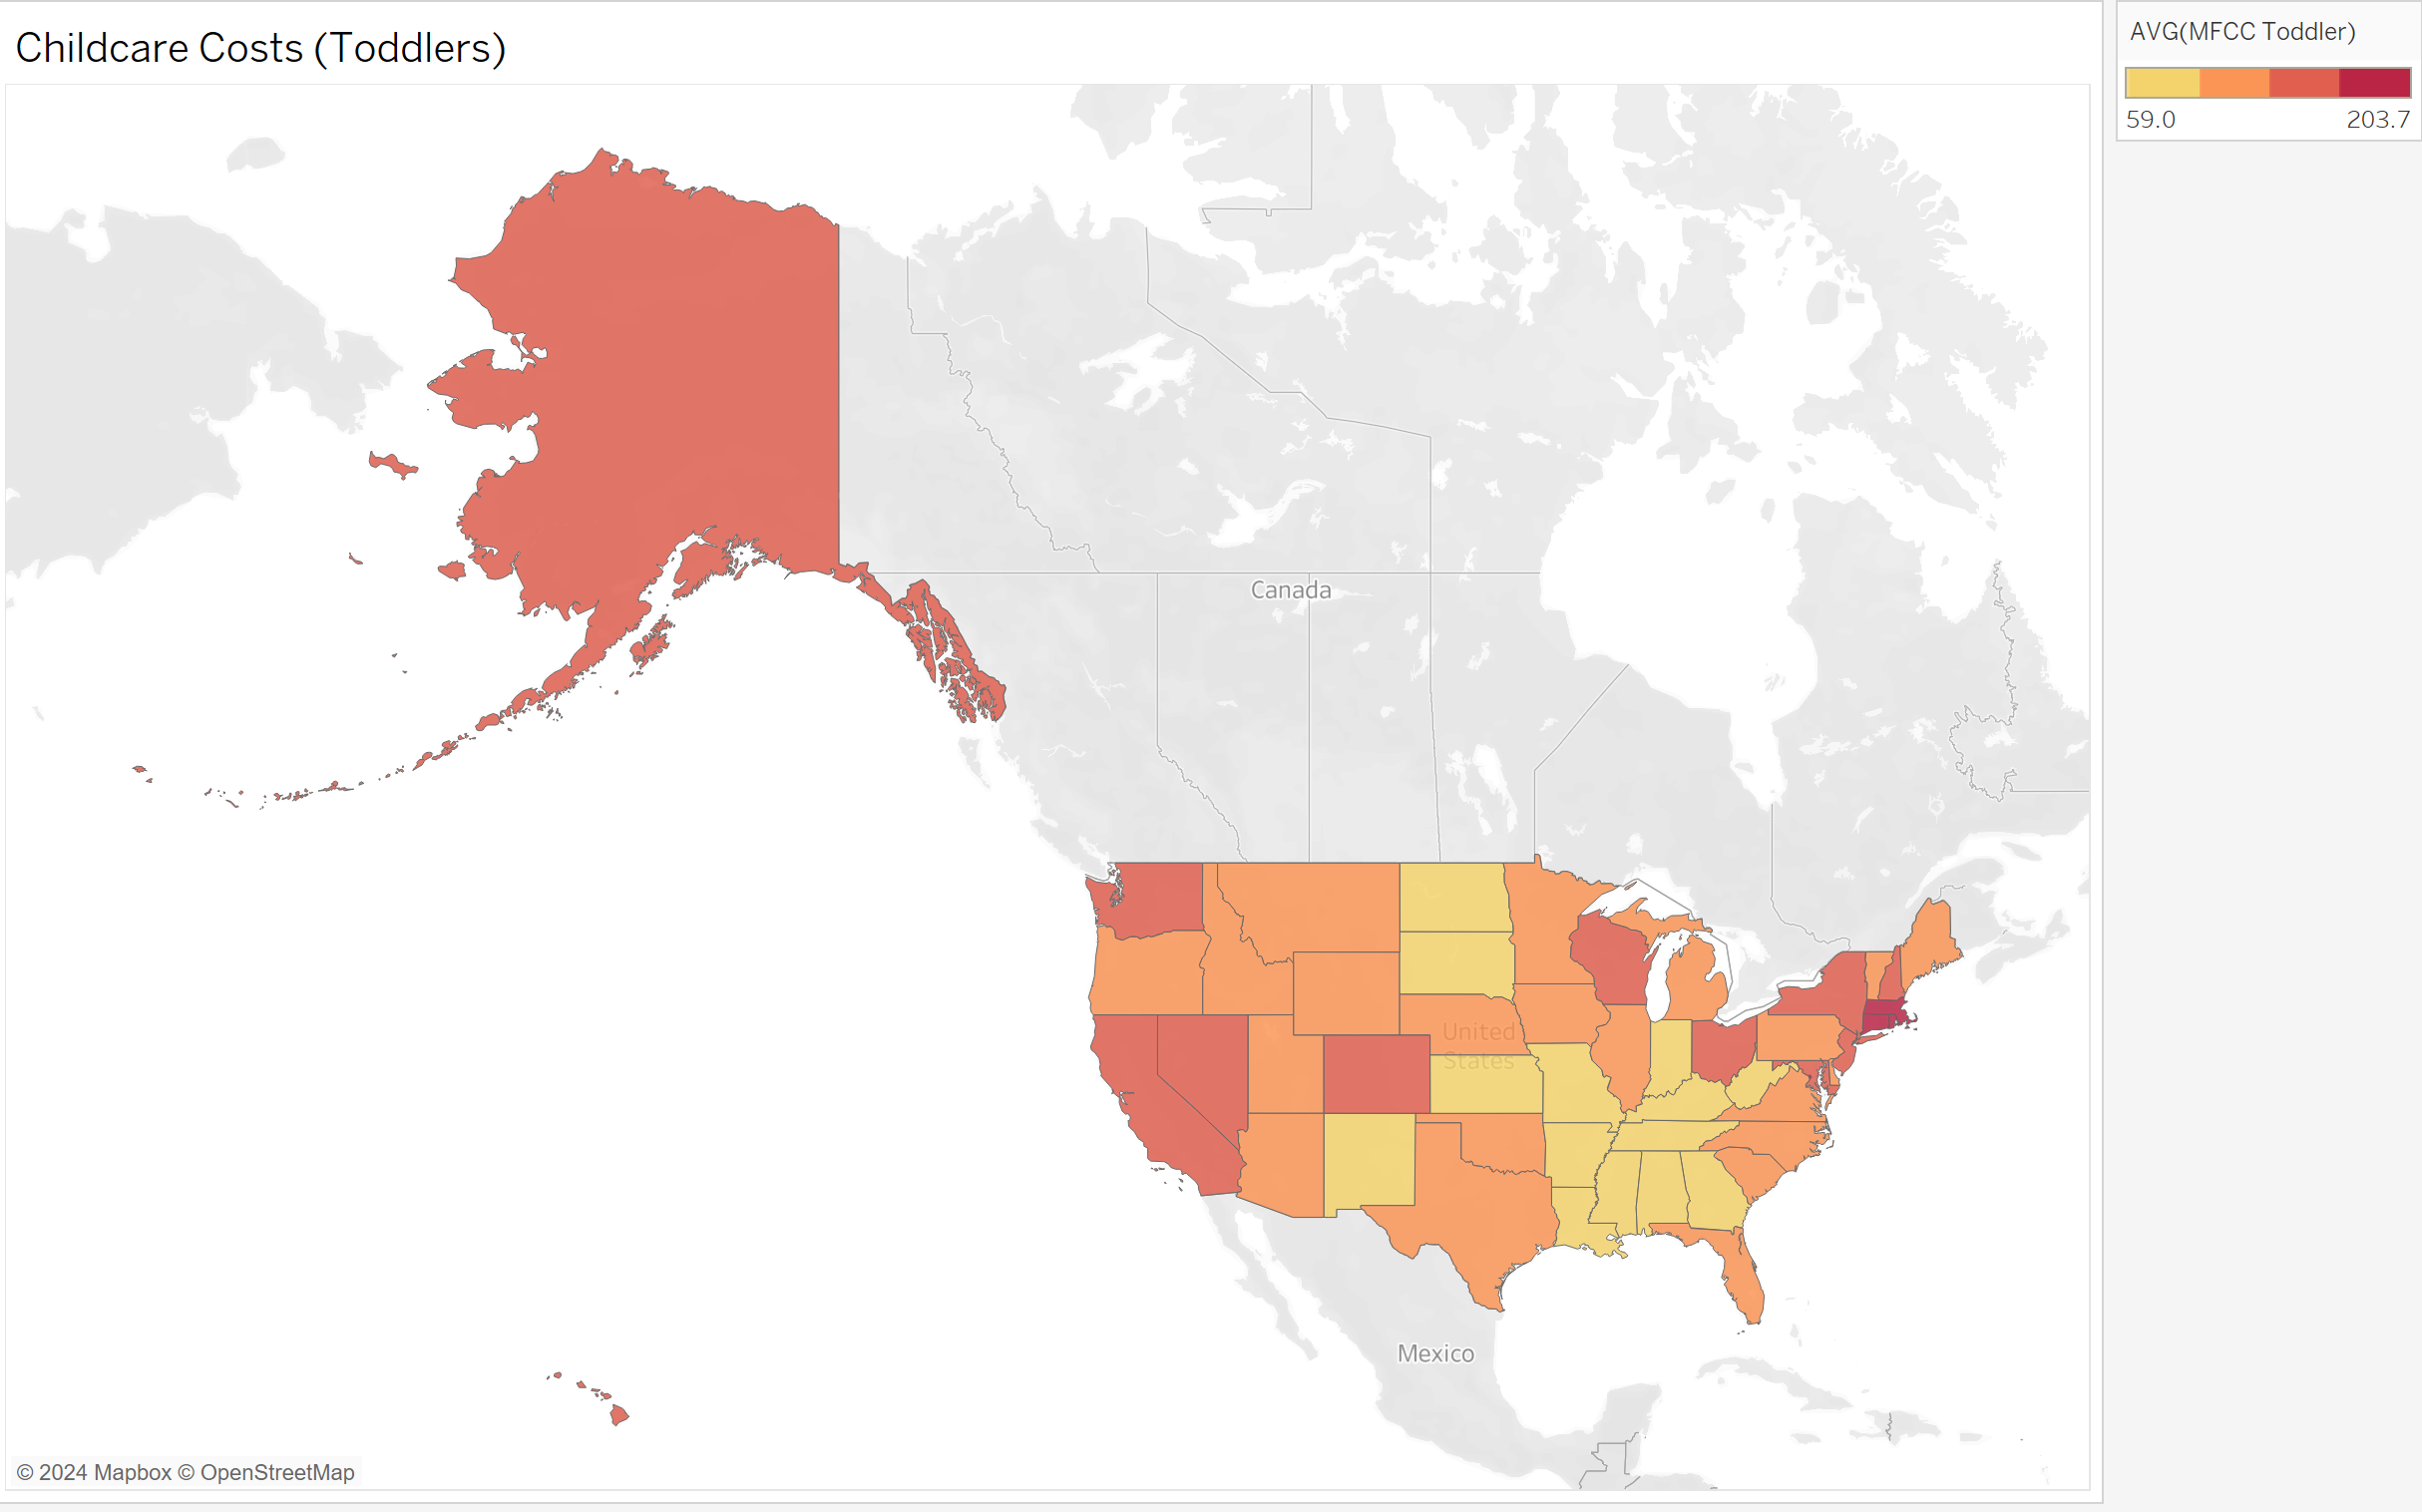 Childcare Costs (Toddlers)
AVG(MFCC Toddler)
59.0 203.7
Canada
United
States
Mexico
© 2024 Mapbox © OpenStreetMap